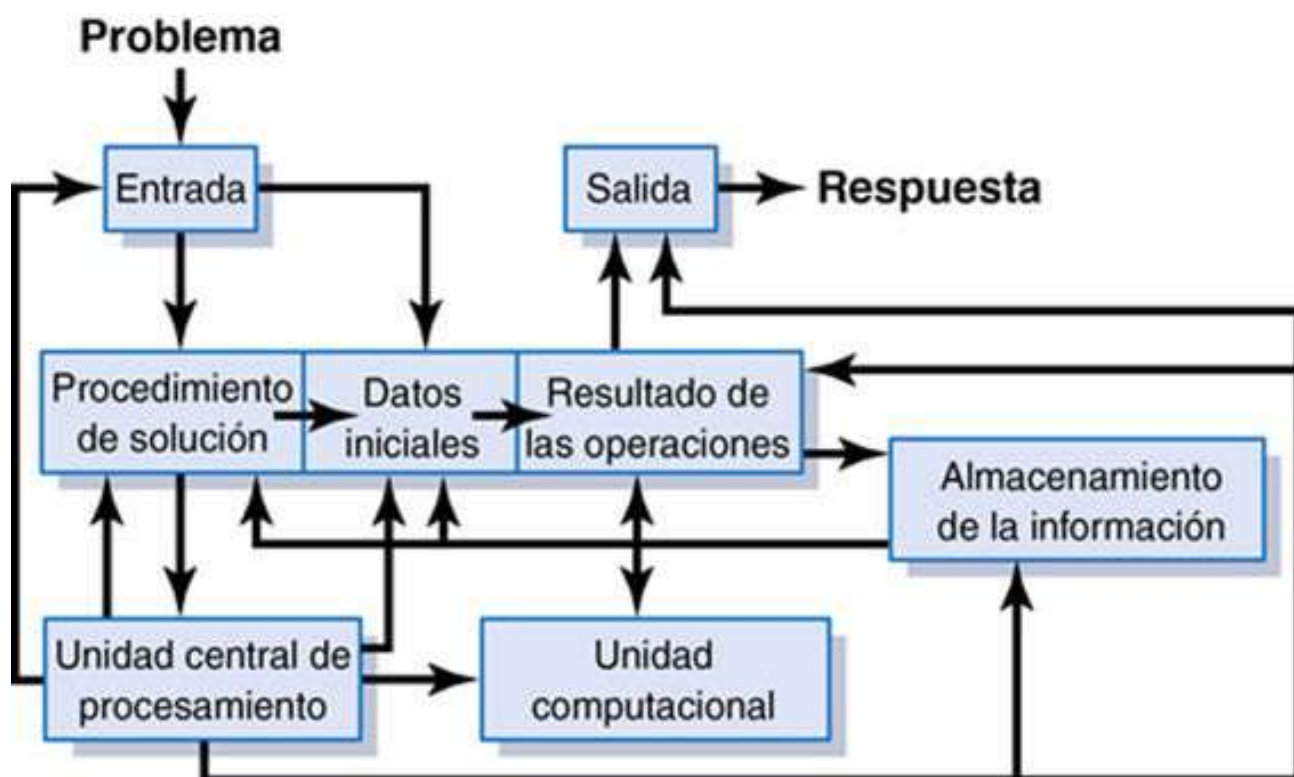 Problema
Entrada
Salida
Respuesta
Procedimiento
de solución
Datos
iniciales
Resultado de
las operaciones
Almacenamiento
de la información
Unidad central de
procesamiento
Unidad
computacional